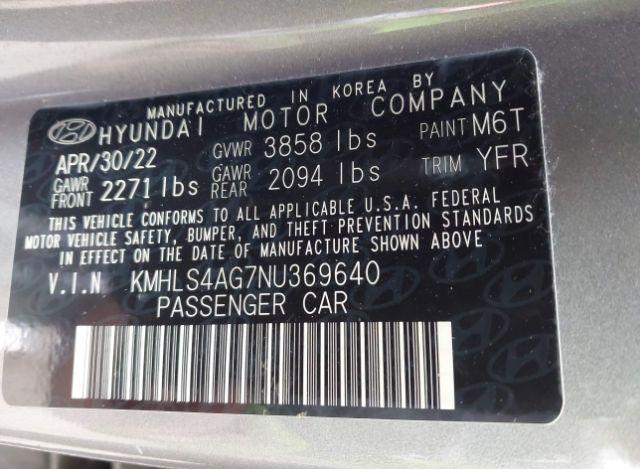 MANUFACTURED IN KOREA BY
HYUNDAI MOTOR COMPANY
APR/30/22 GVWR 3858 lbs PAINT M6T
GAWR FRONT 2271 lbs GAWR REAR 2094 lbs TRIM YFR
THIS VEHICLE CONFORMS TO ALL APPLICABLE U.S.A. FEDERAL
MOTOR VEHICLE SAFETY, BUMPER, AND THEFT PREVENTION STANDARDS
IN EFFECT ON THE DATE OF MANUFACTURE SHOWN ABOVE.
V.I.N KMHLS4AG7NU369640
PASSENGER CAR